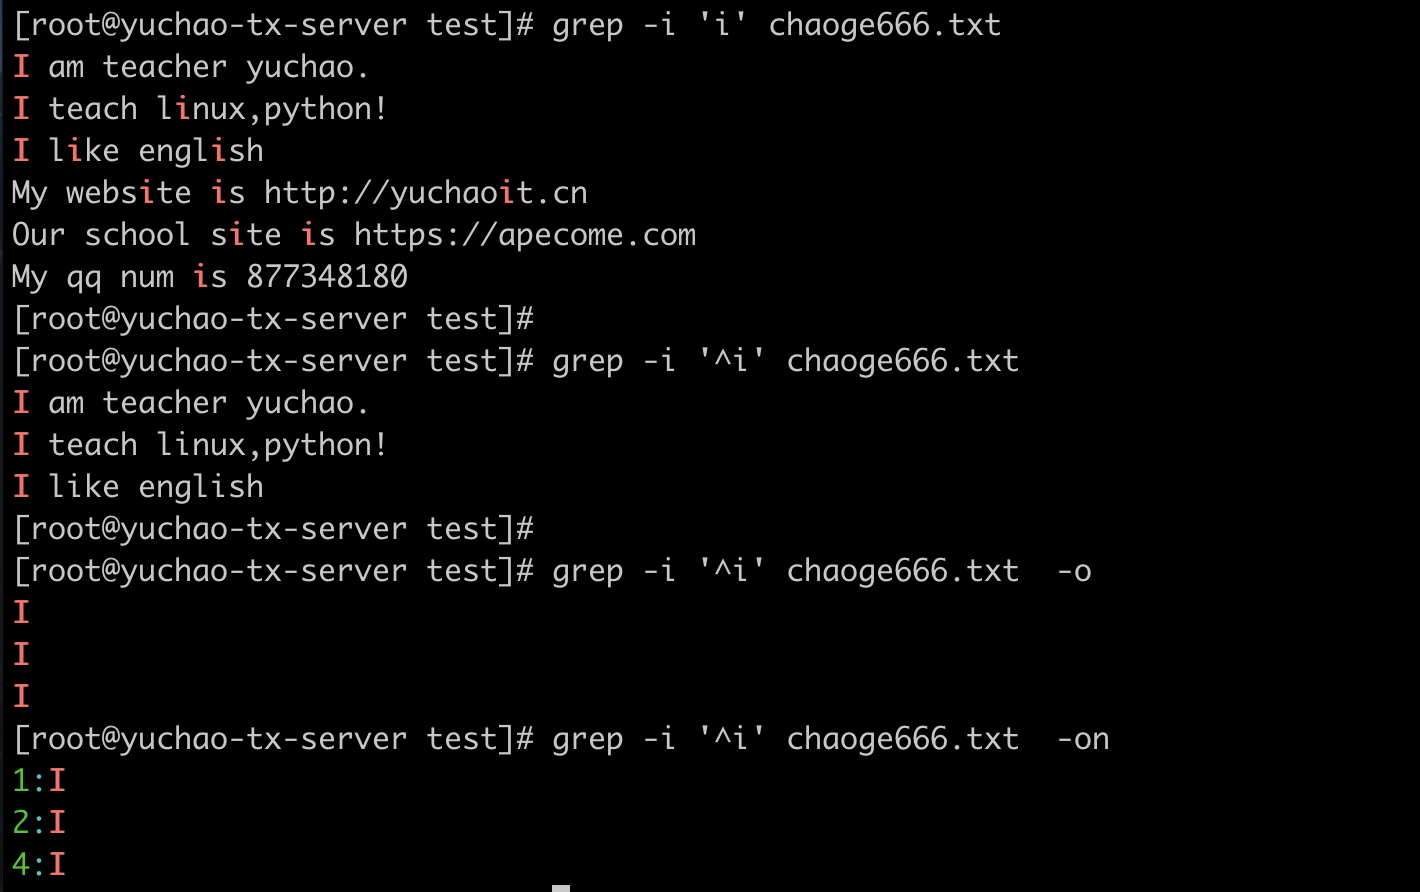 [root@yuchao-tx-server test]# grep -i 'i' chaoge666.txt
I am teacher yuchao.
I teach linux,python!
I like english
My website is http://yuchaoit.cn
Our school site is https://apecome.com
My qq num is 877348180
[root@yuchao-tx-server test]#
[root@yuchao-tx-server test]# grep -i '^i' chaoge666.txt
I am teacher yuchao.
I teach linux,python!
I like english
[root@yuchao-tx-server test]#
[root@yuchao-tx-server test]# grep -i '^i' chaoge666.txt  -o
I
I
I
[root@yuchao-tx-server test]# grep -i '^i' chaoge666.txt  -on
1:I
2:I
4:I